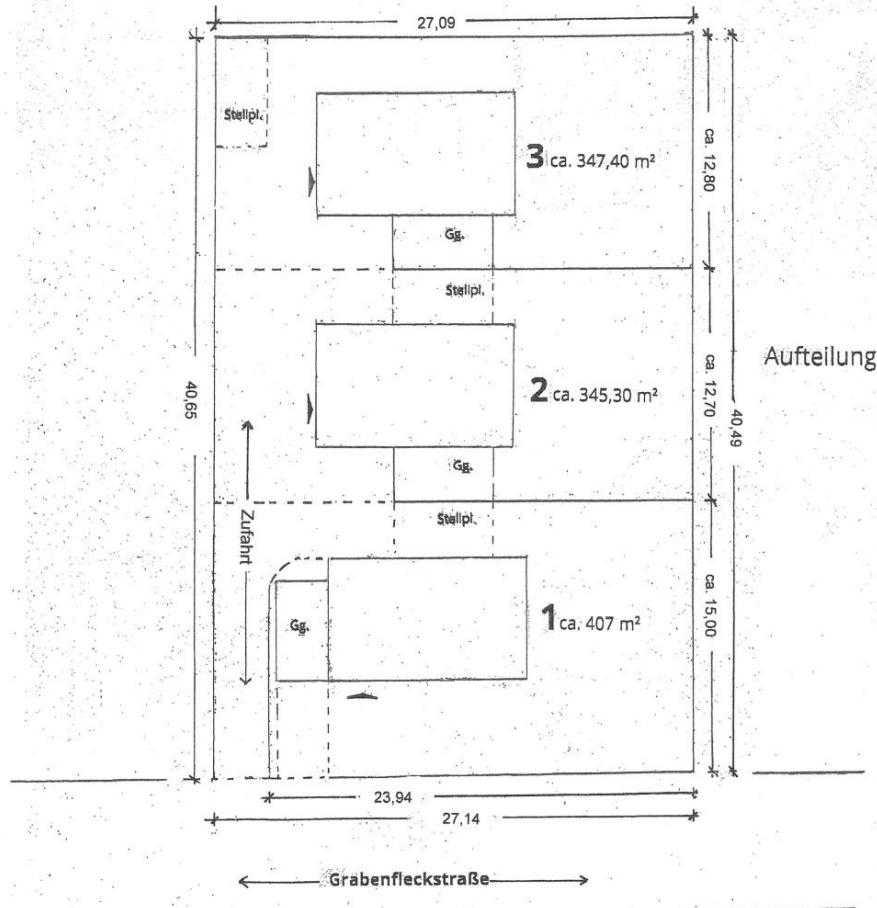 27,09
Stellpl.
3 ca. 347,40 m²
ca. 12,80
Gg.
Stellpl.
Aufteilung
2 ca. 345,30 m²
ca. 12,70
40,65
40,49
Gg.
Stellpl.
Zufahrt
Gg.
1 ca. 407 m²
ca. 15,00
23,94
27,14
Grabenfleckstraße